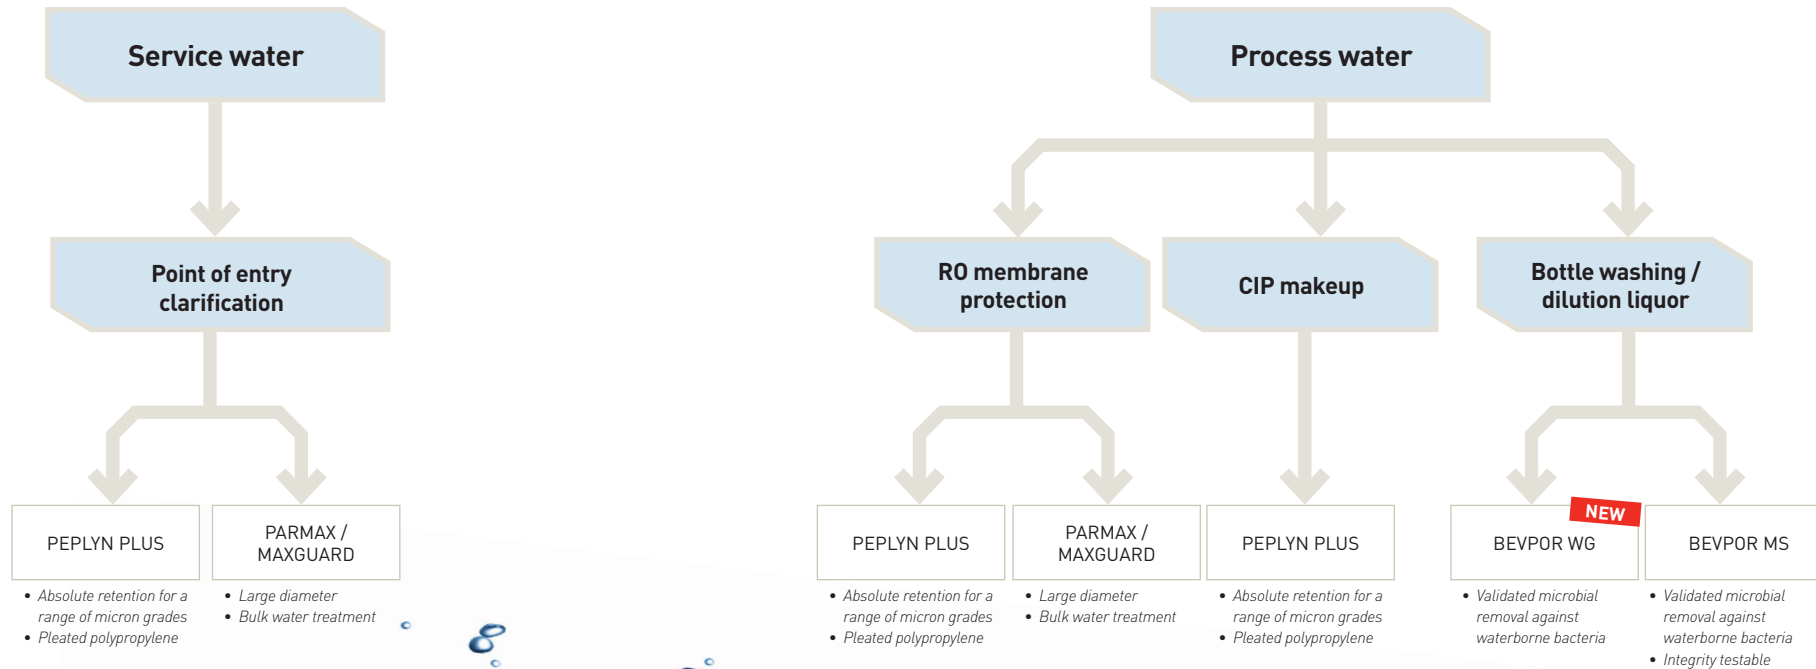 Service water
Process water
Point of entry
clarification
RO membrane
protection
CIP makeup
Bottle washing /
dilution liquor
PEPLYN PLUS
• Absolute retention for a
range of micron grades
• Pleated polypropylene
PARMAX /
MAXGUARD
• Large diameter
• Bulk water treatment
PEPLYN PLUS
• Absolute retention for a
range of micron grades
• Pleated polypropylene
PARMAX /
MAXGUARD
• Large diameter
• Bulk water treatment
PEPLYN PLUS
• Absolute retention for a
range of micron grades
• Pleated polypropylene
NEW
BEVPOR WG
• Validated microbial
removal against
waterborne bacteria
BEVPOR MS
• Validated microbial
removal against
waterborne bacteria
• Integrity testable